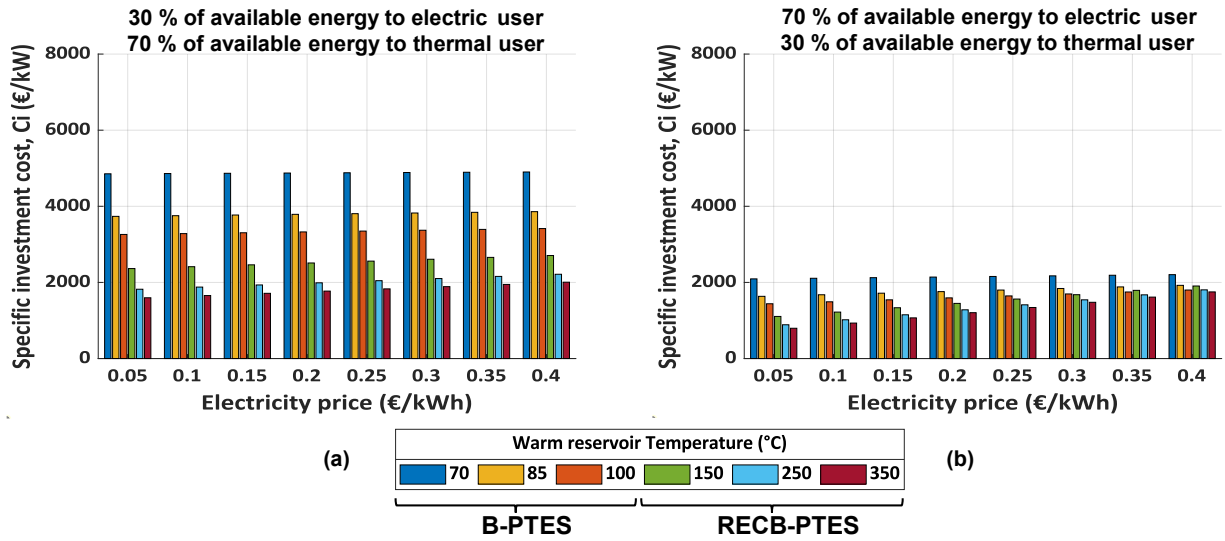 30 % of available energy to electric user
70 % of available energy to thermal user
8000
6000
4000
2000
0
Specific investment cost, Ci (€/kW)
0.05 0.1 0.15 0.2 0.25 0.3 0.35 0.4
Electricity price (€/kWh)
(a)
70 % of available energy to electric user
30 % of available energy to thermal user
8000
6000
4000
2000
0
Specific investment cost, Ci (€/kW)
0.05 0.1 0.15 0.2 0.25 0.3 0.35 0.4
Electricity price (€/kWh)
(b)
Warm reservoir Temperature (°C)
70 85 100 150 250 350
B-PTES RECB-PTES